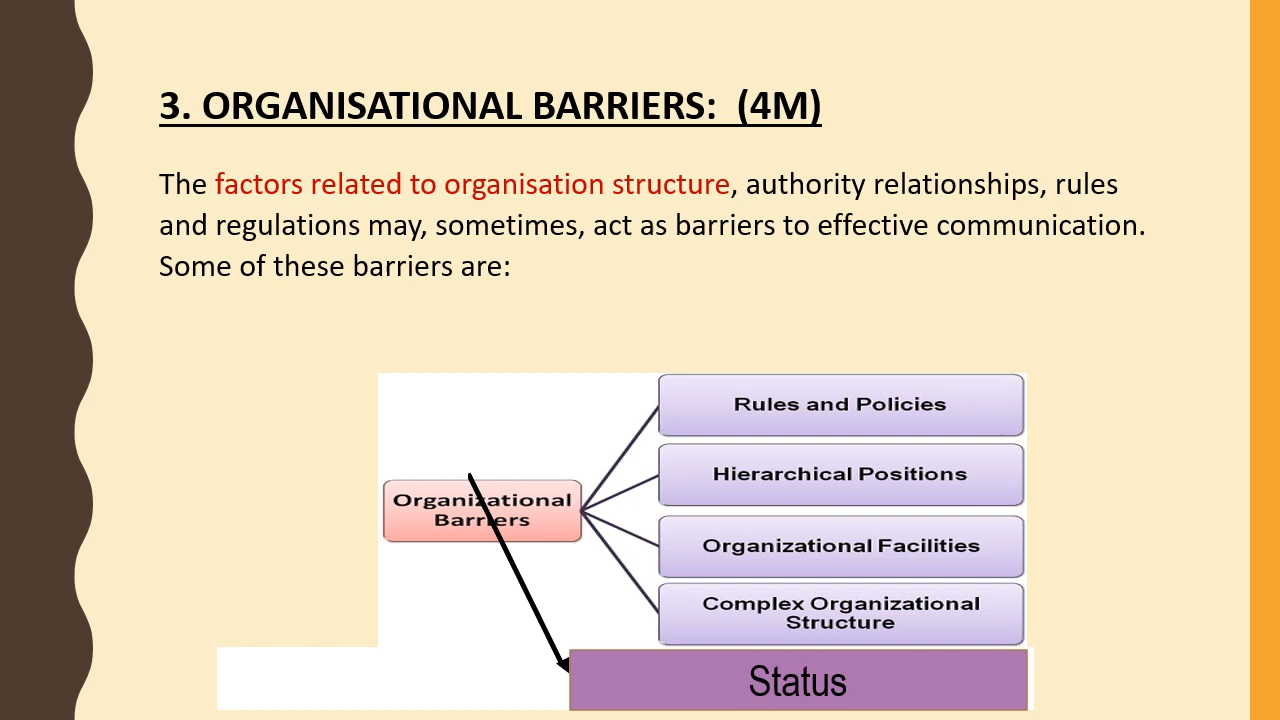 3. ORGANISATIONAL BARRIERS:  (4M)
The factors related to organisation structure, authority relationships, rules
and regulations may, sometimes, act as barriers to effective communication.
Some of these barriers are:
Rules and Policies
Hierarchical Positions
Organizational
Barriers
Organizational Facilities
Complex Organizational
Structure
Status